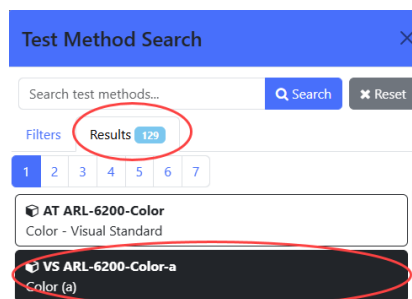 Test Method Search
Search test methods...
Search
Reset
Filters
Results 129
1 2 3 4 5 6 7
AT ARL-6200-Color
Color - Visual Standard
VS ARL-6200-Color-a
Color (a)